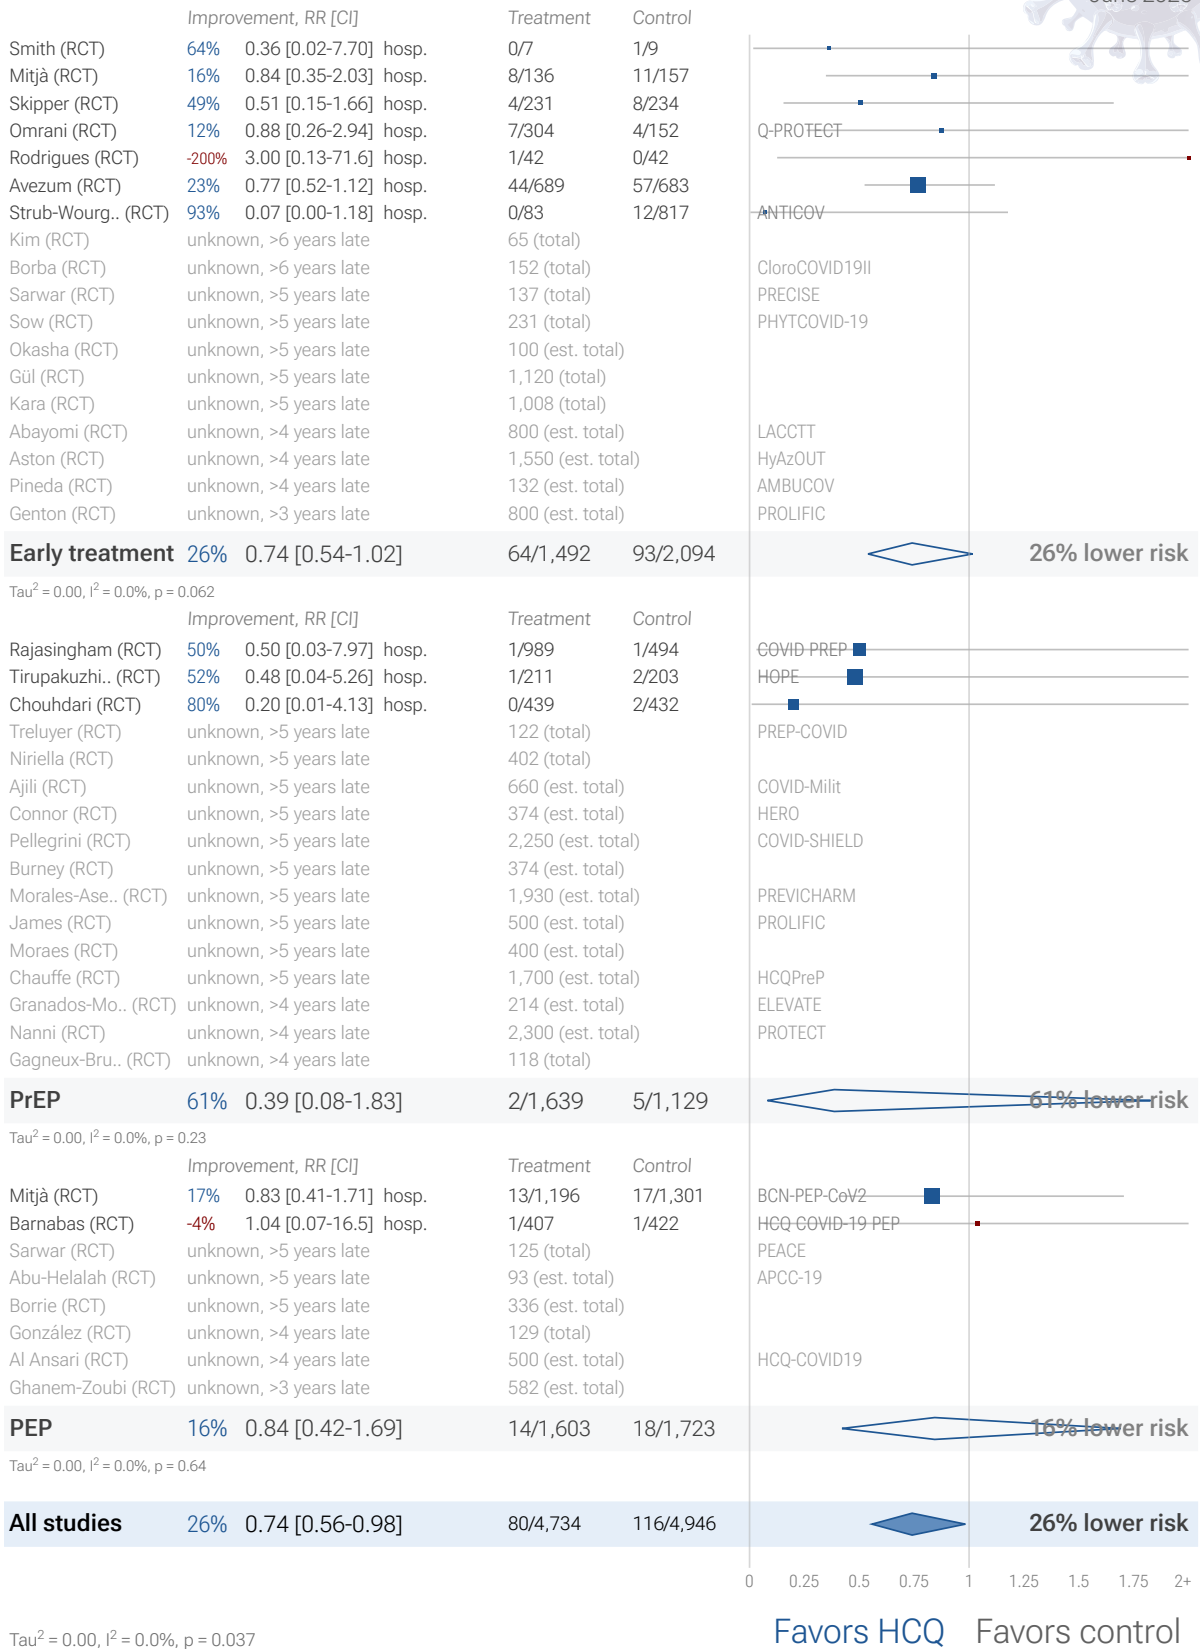 June 2026
Improvement, RR [CI] Treatment Control
Smith (RCT) 64% 0.36 [0.02-7.70] hosp. 0/7 1/9
Mitjà (RCT) 16% 0.84 [0.35-2.03] hosp. 8/136 11/157
Skipper (RCT) 49% 0.51 [0.15-1.66] hosp. 4/231 8/234
Omrani (RCT) 12% 0.88 [0.26-2.94] hosp. 7/304 4/152 Q-PROTECT
Rodrigues (RCT) -200% 3.00 [0.13-71.6] hosp. 1/42 0/42
Avezum (RCT) 23% 0.77 [0.52-1.12] hosp. 44/689 57/683
Strub-Wourg.. (RCT) 93% 0.07 [0.00-1.18] hosp. 0/83 12/817 ANTICOV
Kim (RCT) unknown, >6 years late 65 (total)
Borba (RCT) unknown, >6 years late 152 (total) CloroCOVID19II
Sarwar (RCT) unknown, >5 years late 137 (total) PRECISE
Sow (RCT) unknown, >5 years late 231 (total) PHYTCOVID-19
Okasha (RCT) unknown, >5 years late 100 (est. total)
Gül (RCT) unknown, >5 years late 1,120 (total)
Kara (RCT) unknown, >5 years late 1,008 (total)
Abayomi (RCT) unknown, >4 years late 800 (est. total) LACCTT
Aston (RCT) unknown, >4 years late 1,550 (est. total) HyAzOUT
Pineda (RCT) unknown, >4 years late 132 (est. total) AMBUCOV
Genton (RCT) unknown, >3 years late 800 (est. total) PROLIFIC
Early treatment 26% 0.74 [0.54-1.02] 64/1,492 93/2,094 26% lower risk
Tau² = 0.00, I² = 0.0%, p = 0.062
Improvement, RR [CI] Treatment Control
Rajasingham (RCT) 50% 0.50 [0.03-7.97] hosp. 1/989 1/494 COVID PREP
Tirupakuzhi.. (RCT) 52% 0.48 [0.04-5.26] hosp. 1/211 2/203 HOPE
Chouhdari (RCT) 80% 0.20 [0.01-4.13] hosp. 0/439 2/432
Treluyer (RCT) unknown, >5 years late 122 (total) PREP-COVID
Niriella (RCT) unknown, >5 years late 402 (total)
Ajili (RCT) unknown, >5 years late 660 (est. total) COVID-Milit
Connor (RCT) unknown, >5 years late 374 (est. total) HERO
Pellegrini (RCT) unknown, >5 years late 2,250 (est. total) COVID-SHIELD
Burney (RCT) unknown, >5 years late 374 (est. total)
Morales-Ase.. (RCT) unknown, >5 years late 1,930 (est. total) PREVICHARM
James (RCT) unknown, >5 years late 500 (est. total) PROLIFIC
Moraes (RCT) unknown, >5 years late 400 (est. total)
Chauffe (RCT) unknown, >5 years late 1,700 (est. total) HCQPreP
Granados-Mo.. (RCT) unknown, >4 years late 214 (est. total) ELEVATE
Nanni (RCT) unknown, >4 years late 2,300 (est. total) PROTECT
Gagneux-Bru.. (RCT) unknown, >4 years late 118 (total)
PrEP 61% 0.39 [0.08-1.83] 2/1,639 5/1,129 61% lower risk
Tau² = 0.00, I² = 0.0%, p = 0.23
Improvement, RR [CI] Treatment Control
Mitjà (RCT) 17% 0.83 [0.41-1.71] hosp. 13/1,196 17/1,301 BCN-PEP-CoV2
Barnabas (RCT) -4% 1.04 [0.07-16.5] hosp. 1/407 1/422 HCQ COVID-19 PEP
Sarwar (RCT) unknown, >5 years late 125 (total) PEACE
Abu-Helalah (RCT) unknown, >5 years late 93 (est. total) APCC-19
Borrie (RCT) unknown, >5 years late 336 (est. total)
González (RCT) unknown, >4 years late 129 (total)
Al Ansari (RCT) unknown, >4 years late 500 (est. total) HCQ-COVID19
Ghanem-Zoubi (RCT) unknown, >3 years late 582 (est. total)
PEP 16% 0.84 [0.42-1.69] 14/1,603 18/1,723 16% lower risk
Tau² = 0.00, I² = 0.0%, p = 0.64
All studies 26% 0.74 [0.56-0.98] 80/4,734 116/4,946 26% lower risk
0 0.25 0.5 0.75 1 1.25 1.5 1.75 2+
Tau² = 0.00, I² = 0.0%, p = 0.037 Favors HCQ Favors control